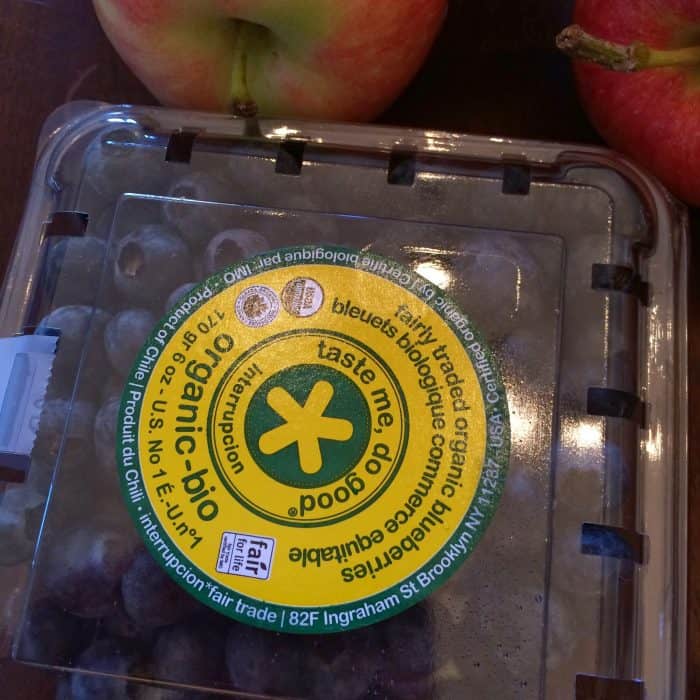 taste me, do good®
interrupcion
fairly traded organic blueberries
bleuets biologique commerce equitable
organic-bio
170 gr 6 oz - U.S. No 1 É.-U.nº1
fair
for life
Product of Chile | Produit du Chili • interrupcion*fair trade | 82F Ingraham St Brooklyn NY 11237 - USA • Certified organic by / Certifié biologique par: IMO •